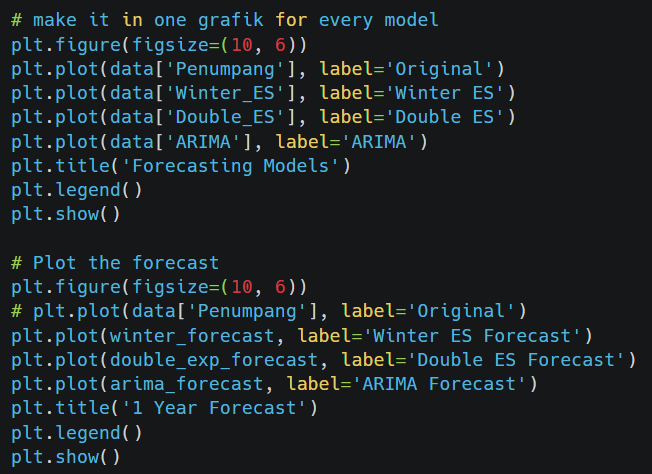 # make it in one grafik for every model
plt.figure(figsize=(10, 6))
plt.plot(data['Penumpang'], label='Original')
plt.plot(data['Winter_ES'], label='Winter ES')
plt.plot(data['Double_ES'], label='Double ES')
plt.plot(data['ARIMA'], label='ARIMA')
plt.title('Forecasting Models')
plt.legend()
plt.show()

# Plot the forecast
plt.figure(figsize=(10, 6))
# plt.plot(data['Penumpang'], label='Original')
plt.plot(winter_forecast, label='Winter ES Forecast')
plt.plot(double_exp_forecast, label='Double ES Forecast')
plt.plot(arima_forecast, label='ARIMA Forecast')
plt.title('1 Year Forecast')
plt.legend()
plt.show()